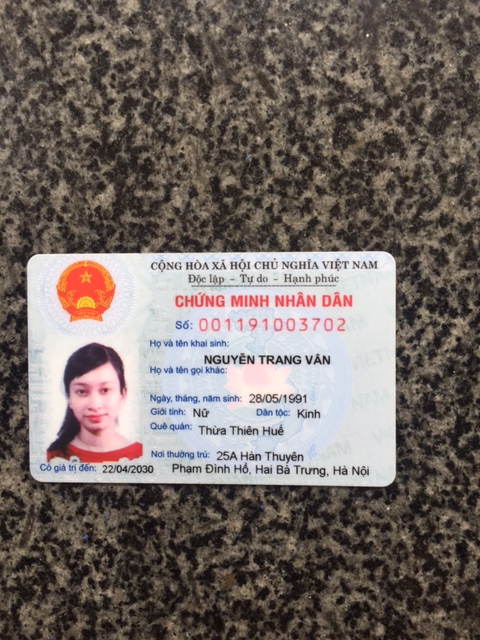 CỘNG HÒA XÃ HỘI CHỦ NGHĨA VIỆT NAM
Độc lập – Tự do – Hạnh phúc
CHỨNG MINH NHÂN DÂN
Số: 001191003702
Họ và tên khai sinh:
NGUYỄN TRANG VÂN
Họ và tên gọi khác:
Ngày, tháng, năm sinh: 28/05/1991
Giới tính: Nữ Dân tộc: Kinh
Quê quán: Thừa Thiên Huế
Nơi thường trú: 25A Hàn Thuyên
Phạm Đình Hổ, Hai Bà Trưng, Hà Nội
Có giá trị đến: 22/04/2030